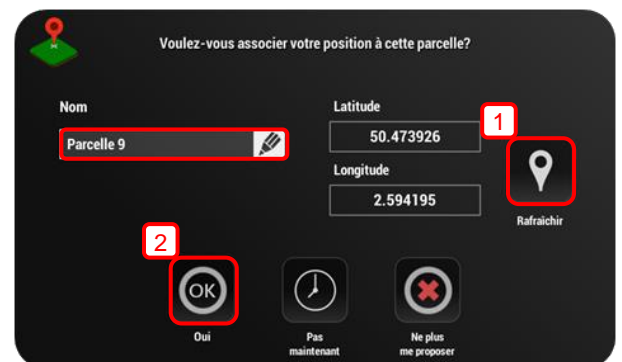 Voulez-vous associer votre position à cette parcelle?
Nom
Latitude
1
Parcelle 9
50.473926
Longitude
2.594195
Rafraichir
2
OK
Oui
Pas
maintenant
Ne plus
me proposer